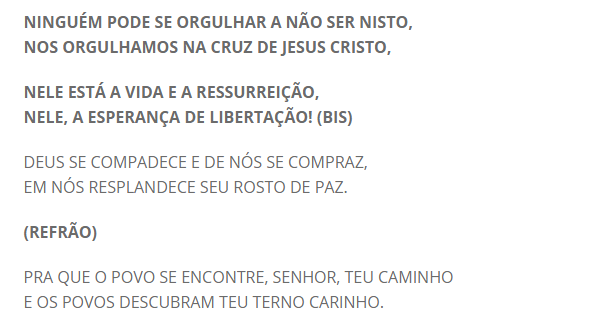 NINGUÉM PODE SE ORGULHAR A NÃO SER NISTO,
NOS ORGULHAMOS NA CRUZ DE JESUS CRISTO,
NELE ESTÁ A VIDA E A RESSURREIÇÃO,
NELE, A ESPERANÇA DE LIBERTAÇÃO! (BIS)
DEUS SE COMPADECE E DE NÓS SE COMPRAZ,
EM NÓS RESPLANDECE SEU ROSTO DE PAZ.
(REFRÃO)
PRA QUE O POVO SE ENCONTRE, SENHOR, TEU CAMINHO
E OS POVOS DESCUBRAM TEU TERNO CARINHO.